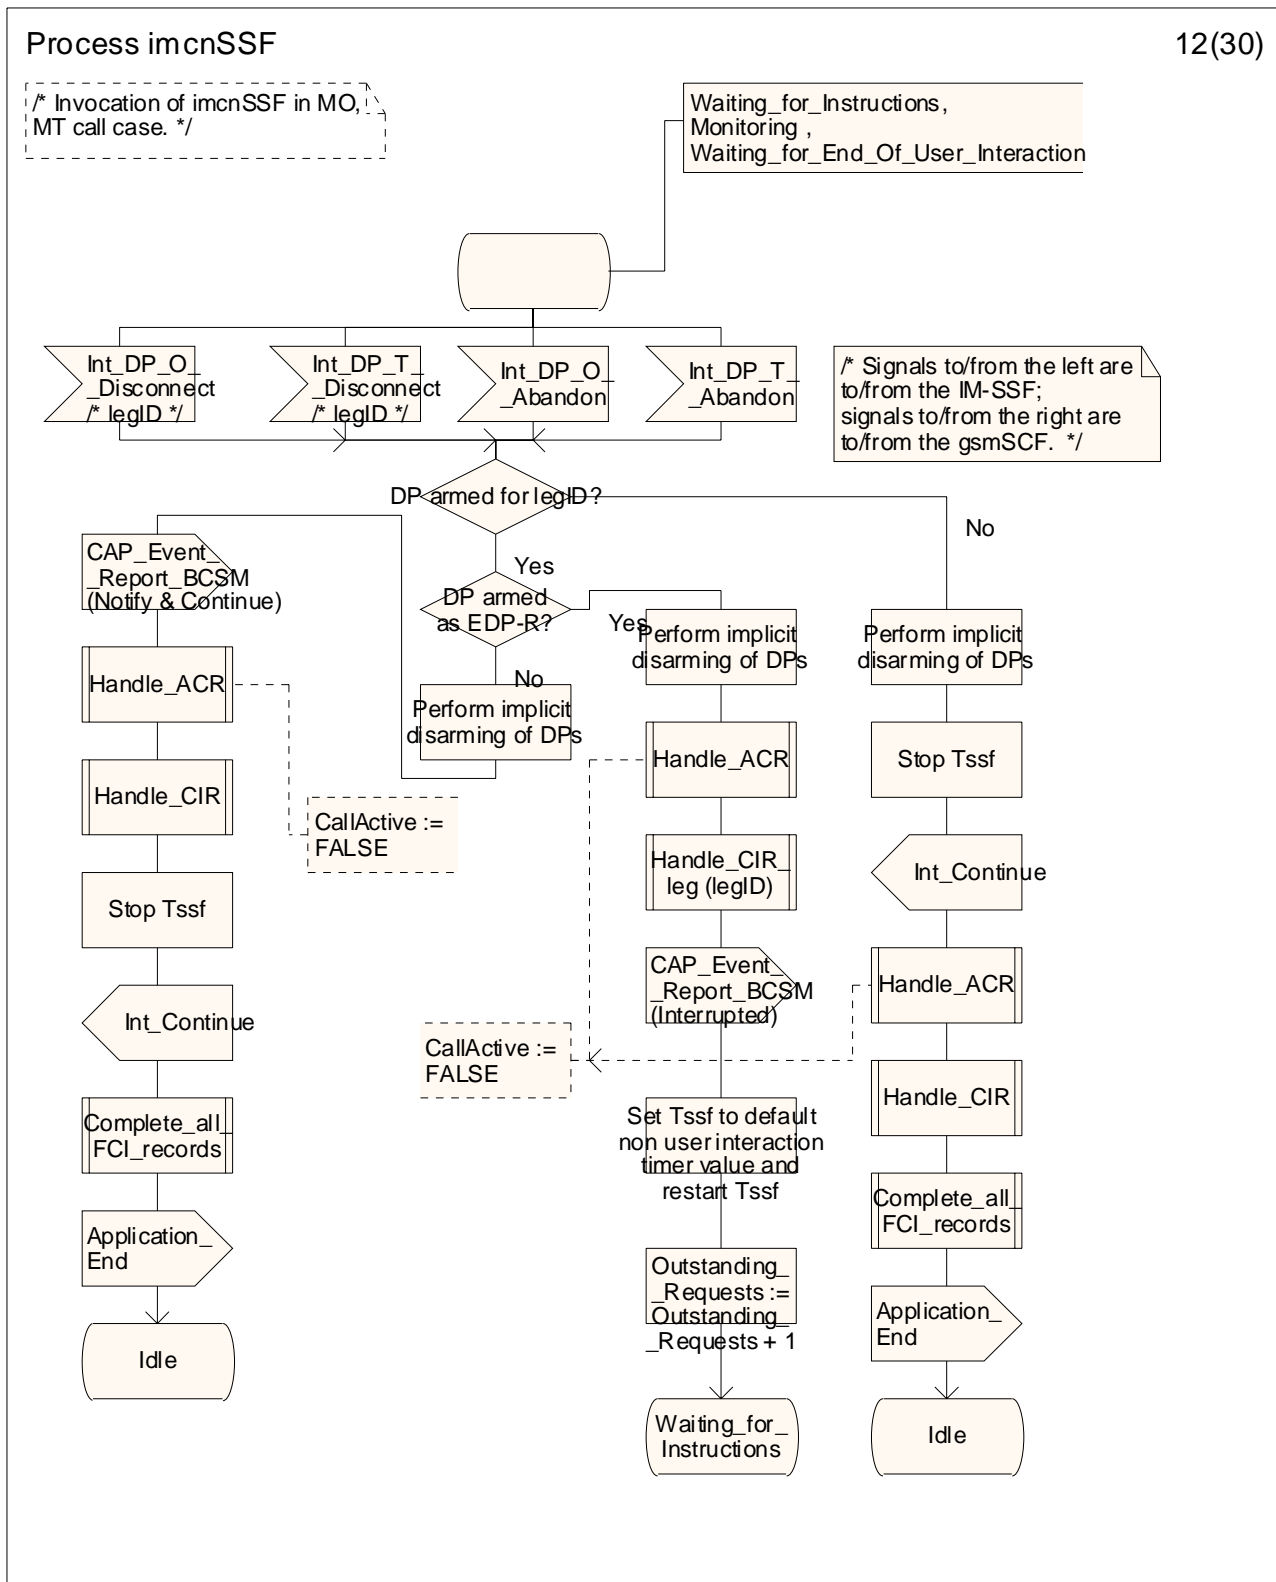 Process imcnSSF
12(30)
/* Invocation of imcnSSF in MO,
MT call case. */
Waiting_for_Instructions,
Monitoring ,
Waiting_for_End_Of_User_Interaction
Int_DP_O_
_Disconnect
/* legID */
Int_DP_T_
_Disconnect
/* legID */
Int_DP_O_
_Abandon
Int_DP_T_
_Abandon
/* Signals to/from the left are
to/from the IM-SSF;
signals to/from the right are
to/from the gsmSCF. */
DP armed for legID?
No
Yes
CAP_Event_
_Report_BCSM
(Notify & Continue)
DP armed
as EDP-R?
Yes
No
Perform implicit
disarming of DPs
Perform implicit
disarming of DPs
Perform implicit
disarming of DPs
Handle_ACR
Handle_CIR
CallActive :=
FALSE
Stop Tssf
Int_Continue
Complete_all_
FCI_records
Application_
End
Idle
Handle_ACR
Handle_CIR_
leg (legID)
CAP_Event_
_Report_BCSM
(Interrupted)
CallActive :=
FALSE
Set Tssf to default
non user interaction
timer value and
restart Tssf
Outstanding_
_Requests :=
Outstanding_
_Requests + 1
Waiting_for_
Instructions
Stop Tssf
Int_Continue
Handle_ACR
Handle_CIR
Complete_all_
FCI_records
Application_
End
Idle